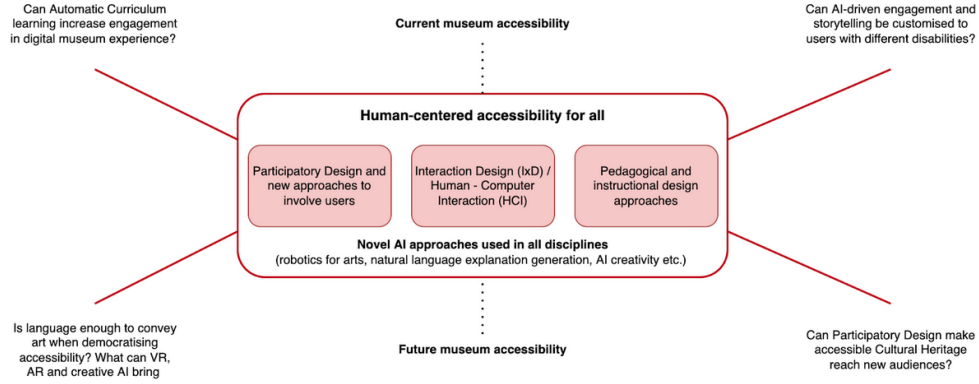 Can Automatic Curriculum
learning increase engagement
in digital museum experience?
Current museum accessibility
Can AI-driven engagement and
storytelling be customised to
users with different disabilities?
Human-centered accessibility for all
Participatory Design and
new approaches to
involve users
Interaction Design (IxD) /
Human - Computer
Interaction (HCI)
Pedagogical and
instructional design
approaches
Novel AI approaches used in all disciplines
(robotics for arts, natural language explanation generation, AI creativity etc.)
Is language enough to convey
art when democratising
accessibility? What can VR,
AR and creative AI bring
Future museum accessibility
Can Participatory Design make
accessible Cultural Heritage
reach new audiences?